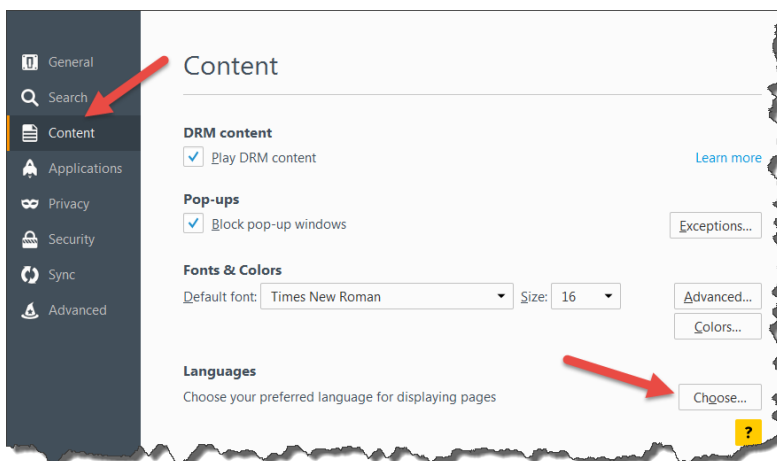 General
Search
Content
Applications
Privacy
Security
Sync
Advanced
Content
DRM content
Play DRM content
Learn more
Pop-ups
Block pop-up windows
Exceptions...
Fonts & Colors
Default font: Times New Roman Size: 16
Advanced...
Colors...
Languages
Choose your preferred language for displaying pages
Choose...
?